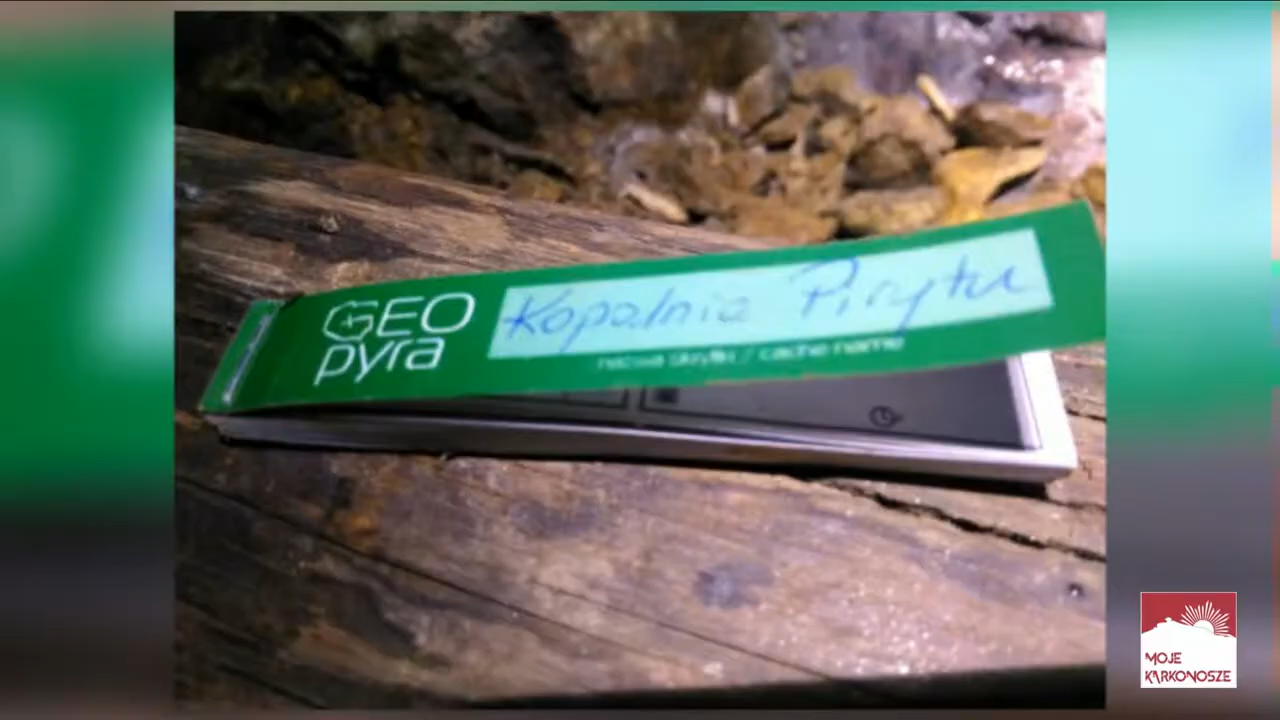 GEO
pyra
Kopalnia Pirytu
nazwa skrytki / cache name
MOJE
KARKONOSZE